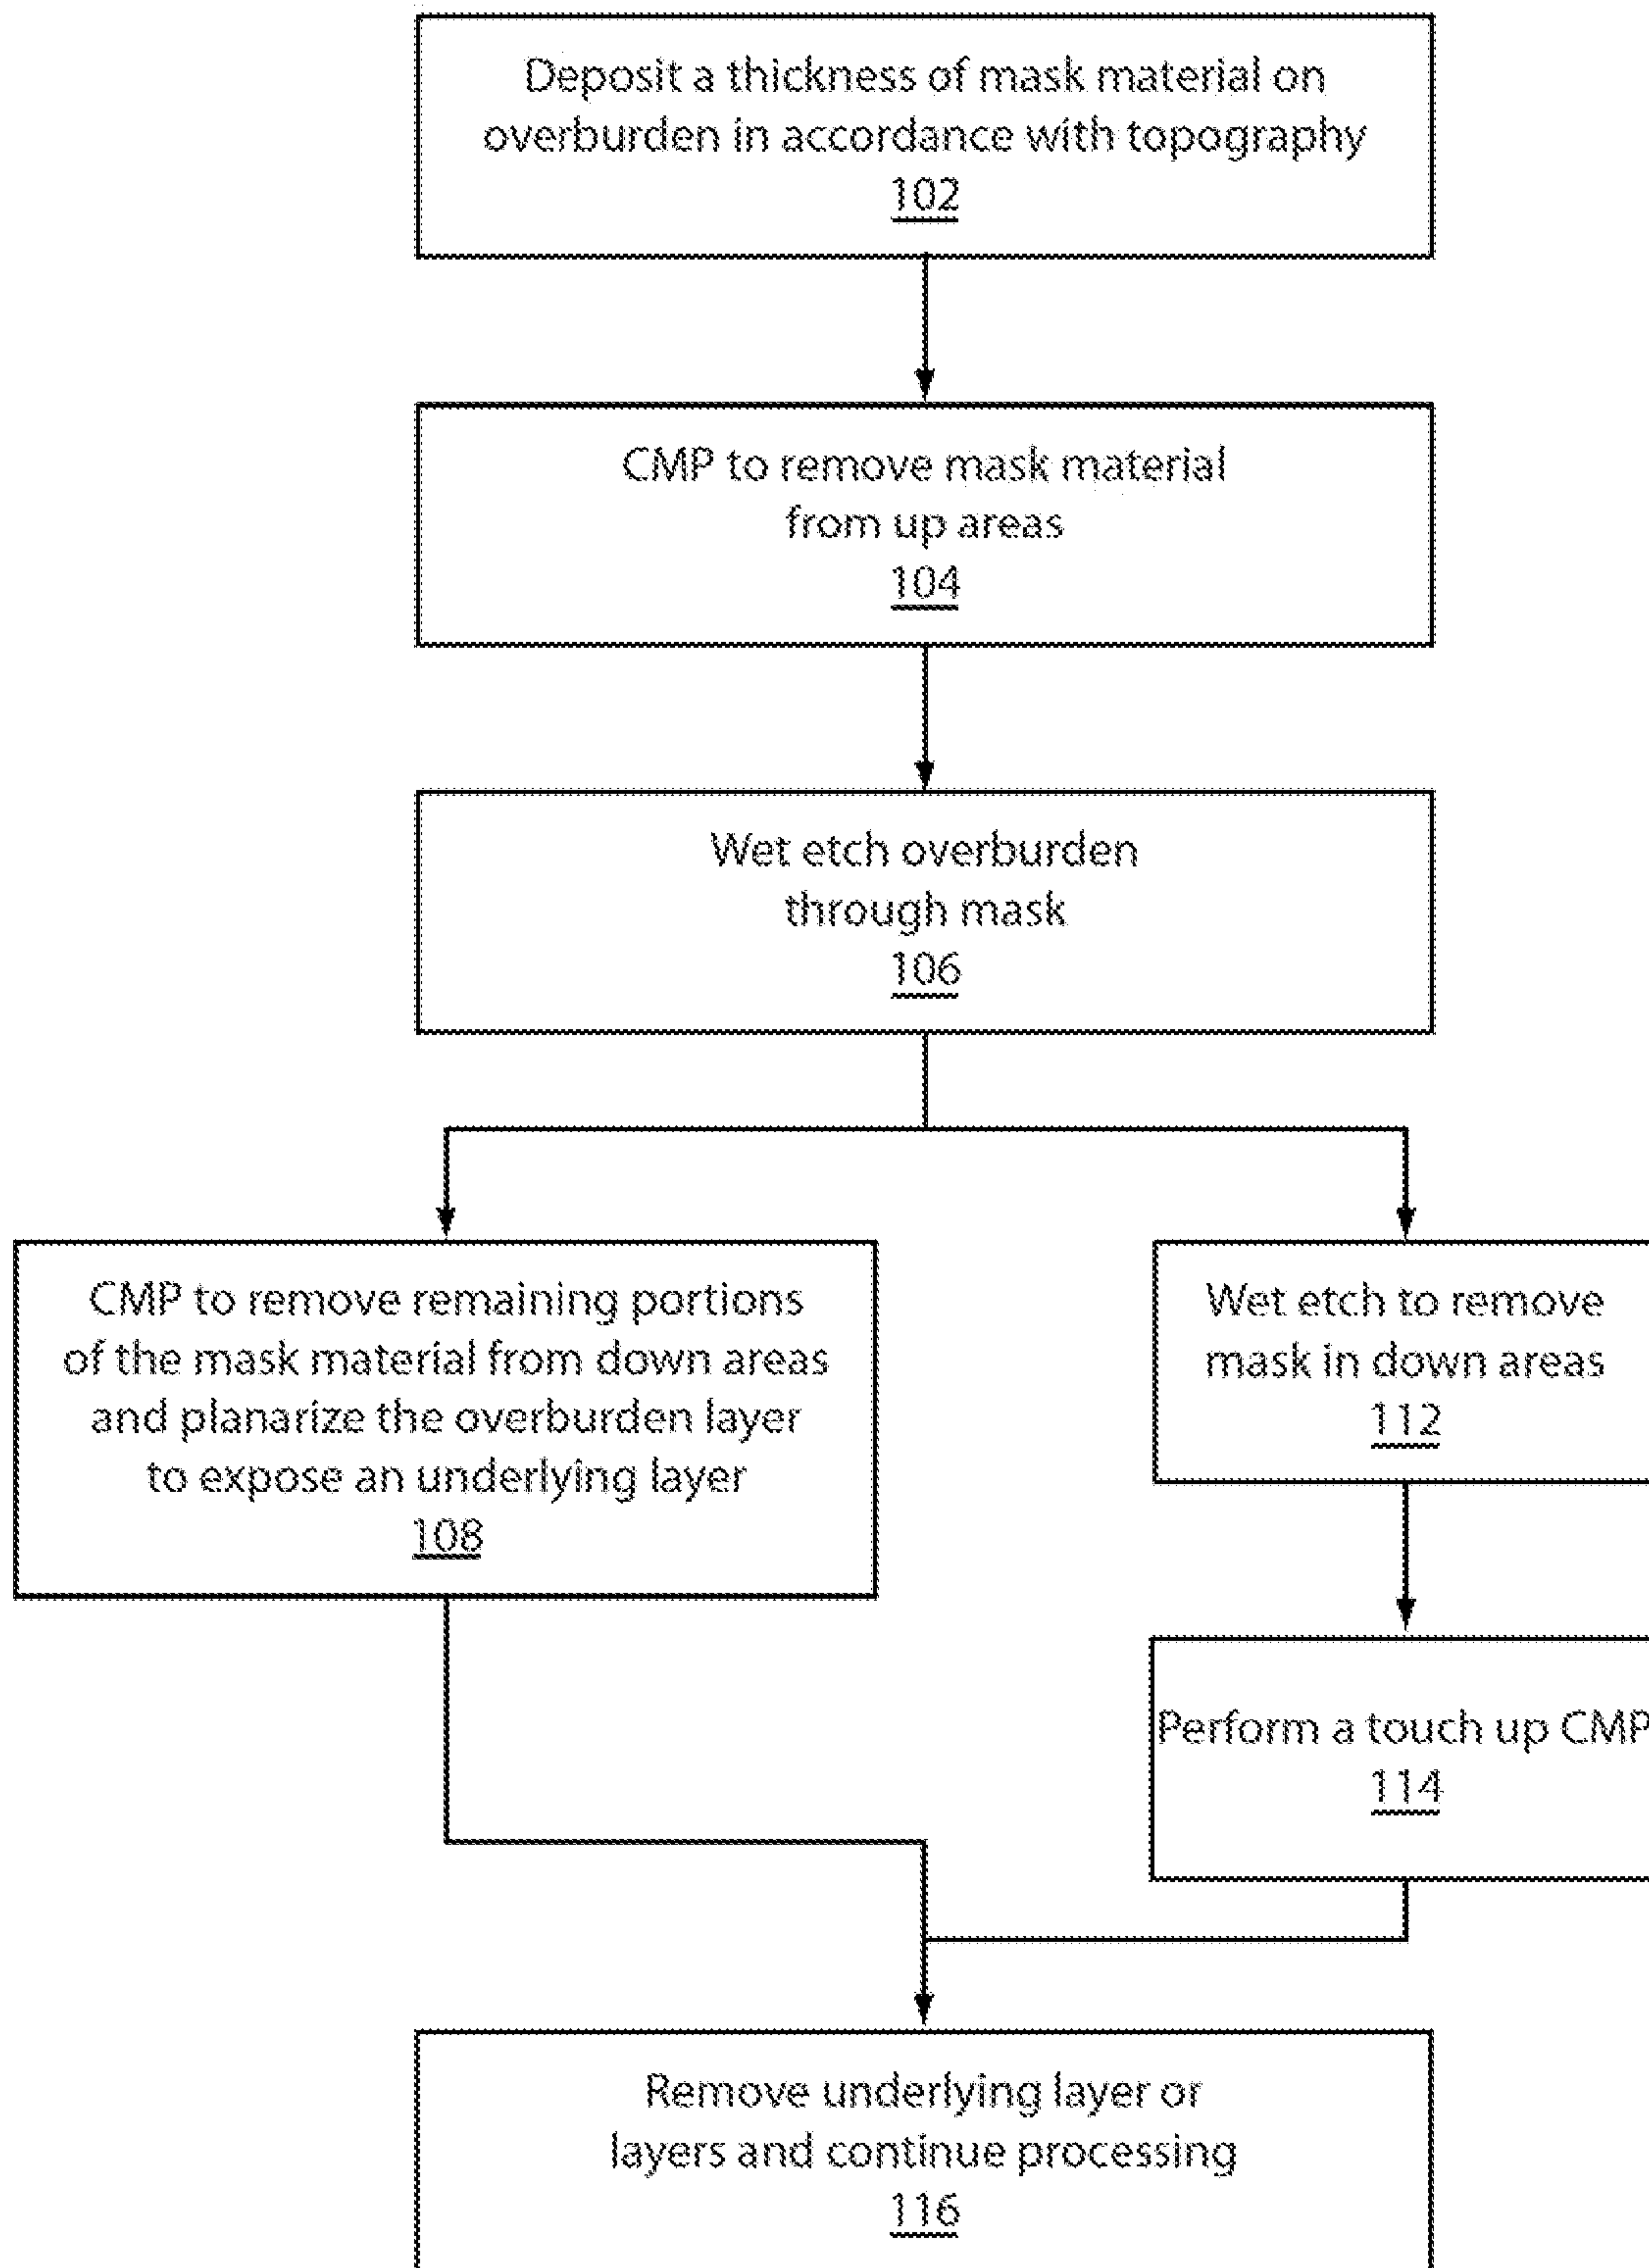 Deposit a thickness of mask material on
overburden in accordance with topography
102
CMP to remove mask material
from up areas
104
Wet etch overburden
through mask
106
CMP to remove remaining portions
of the mask material from down areas
and planarize the overburden layer
to expose an underlying layer
108
Wet etch to remove
mask in down areas
112
Perform a touch up CMP
114
Remove underlying layer or
layers and continue processing
116